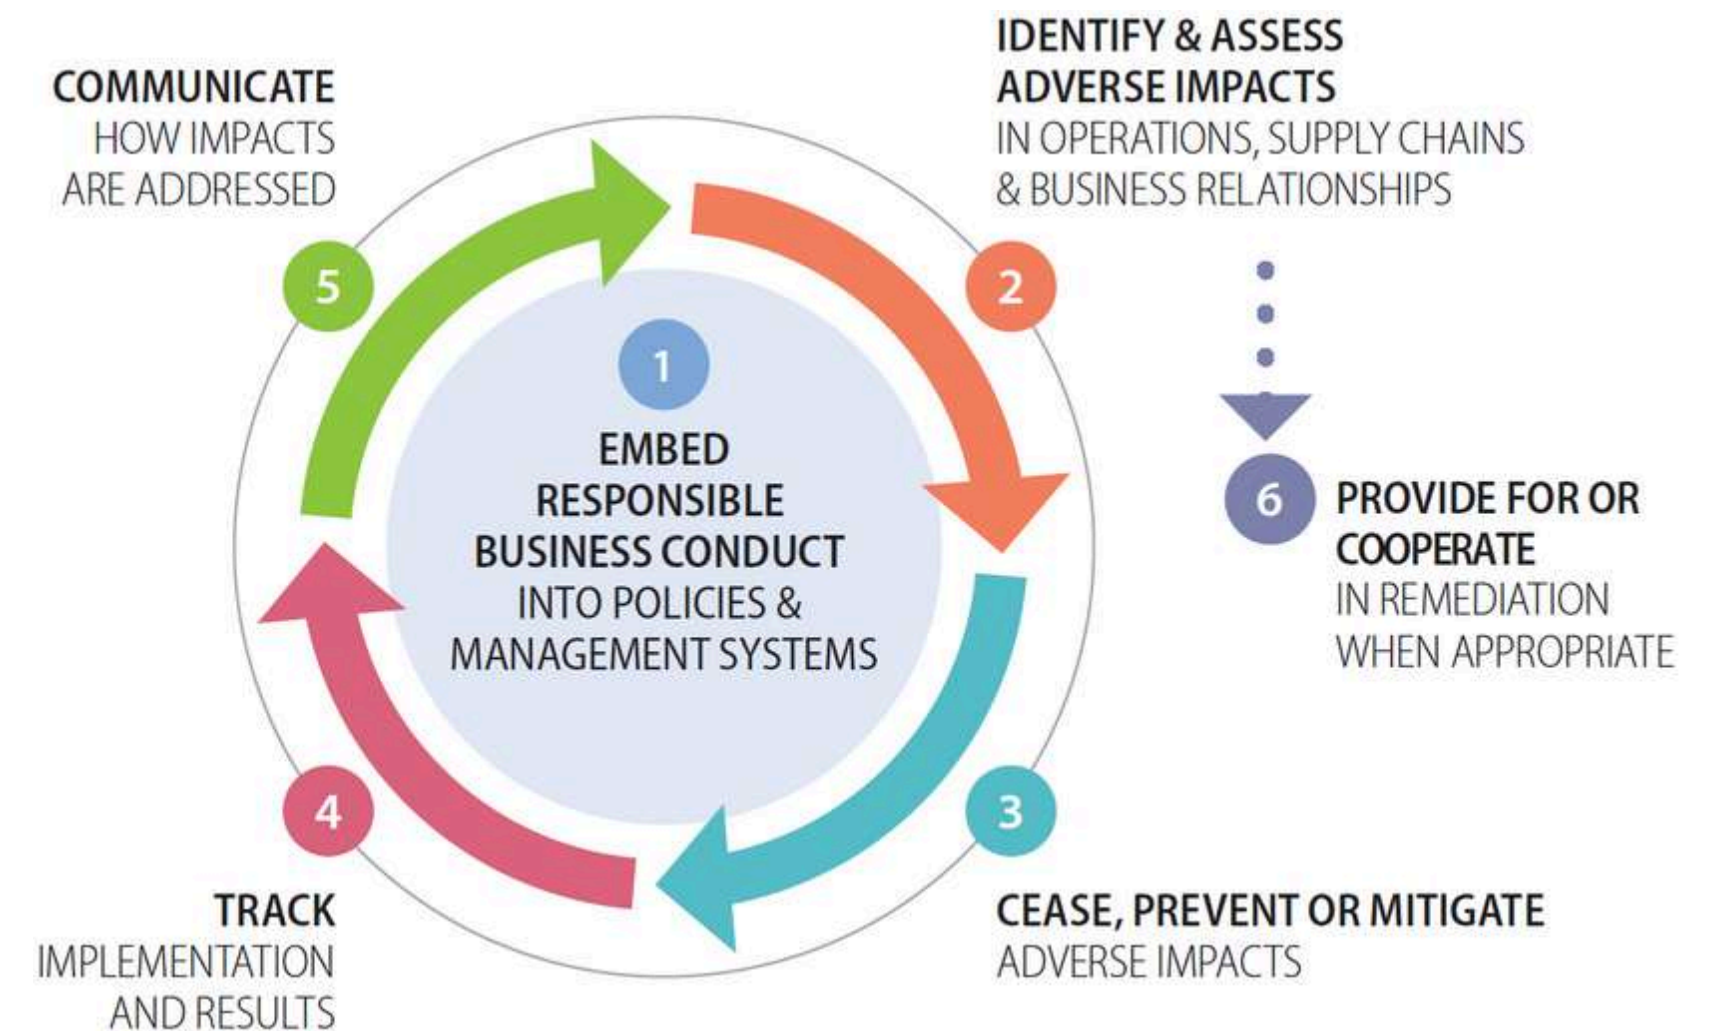 1
EMBED
RESPONSIBLE
BUSINESS CONDUCT
INTO POLICIES &
MANAGEMENT SYSTEMS
2
IDENTIFY & ASSESS
ADVERSE IMPACTS
IN OPERATIONS, SUPPLY CHAINS
& BUSINESS RELATIONSHIPS
3
CEASE, PREVENT OR MITIGATE
ADVERSE IMPACTS
4
TRACK
IMPLEMENTATION
AND RESULTS
5
COMMUNICATE
HOW IMPACTS
ARE ADDRESSED
6
PROVIDE FOR OR
COOPERATE
IN REMEDIATION
WHEN APPROPRIATE